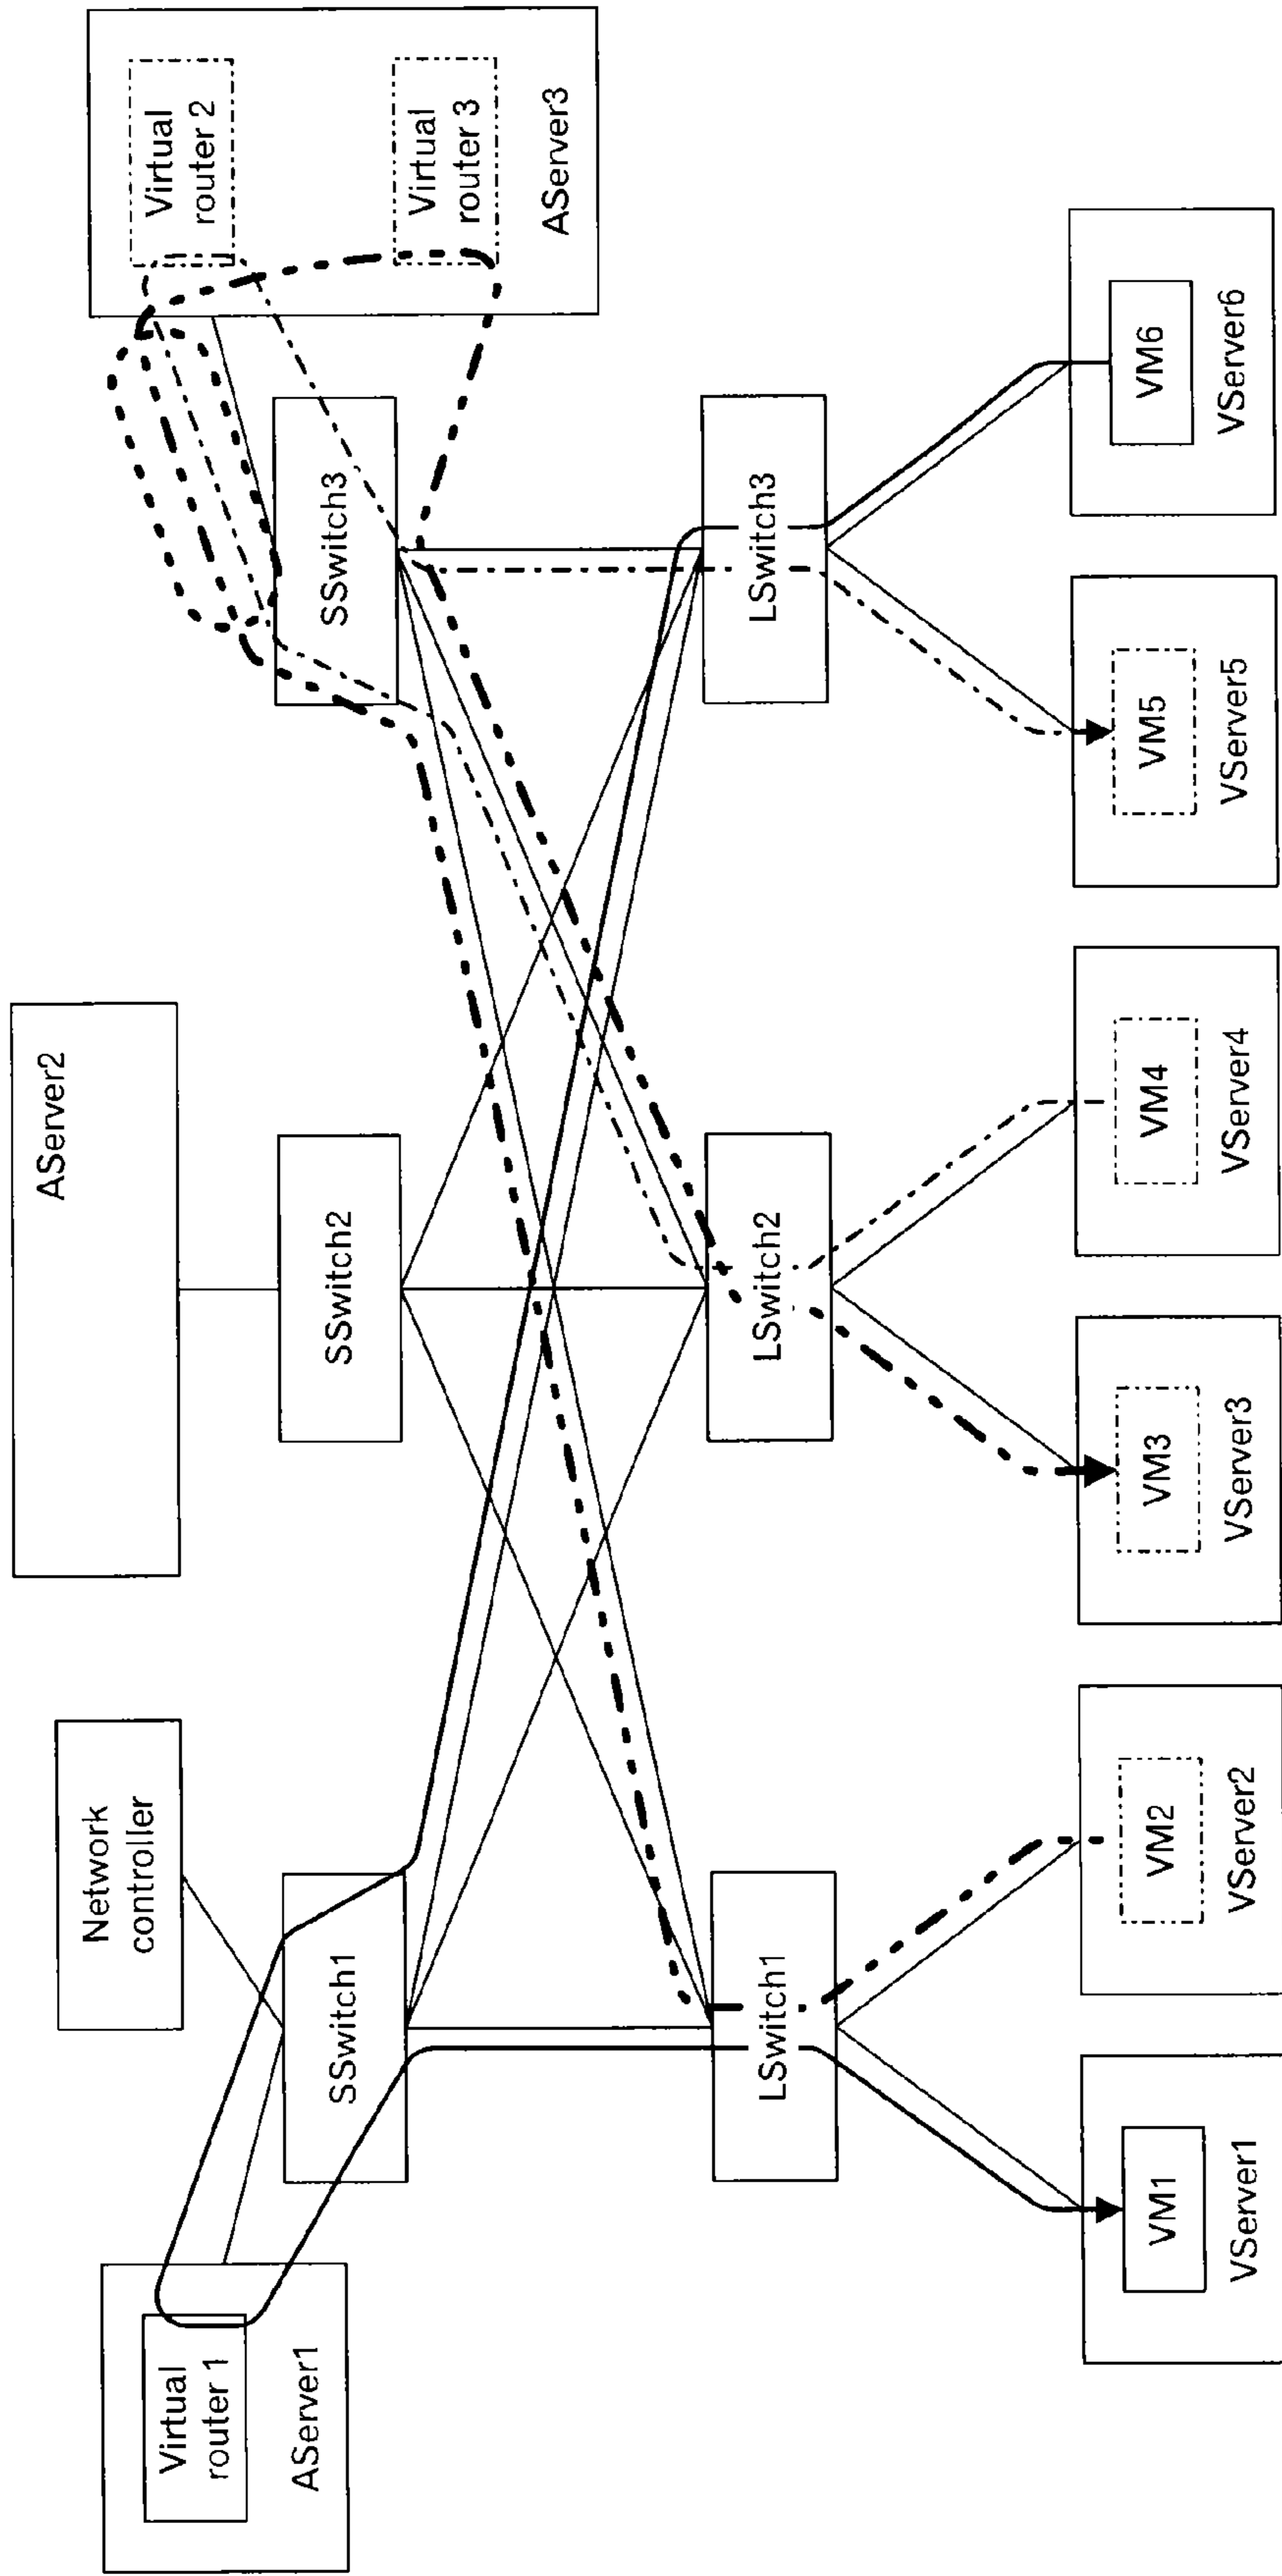 AServer2
Network
controller
Virtual
router 1
AServer1
Virtual
router 2
Virtual
router 3
AServer3
SSwitch1
SSwitch2
SSwitch3
LSwitch1
LSwitch2
LSwitch3
VM1
VServer1
VM2
VServer2
VM3
VServer3
VM4
VServer4
VM5
VServer5
VM6
VServer6